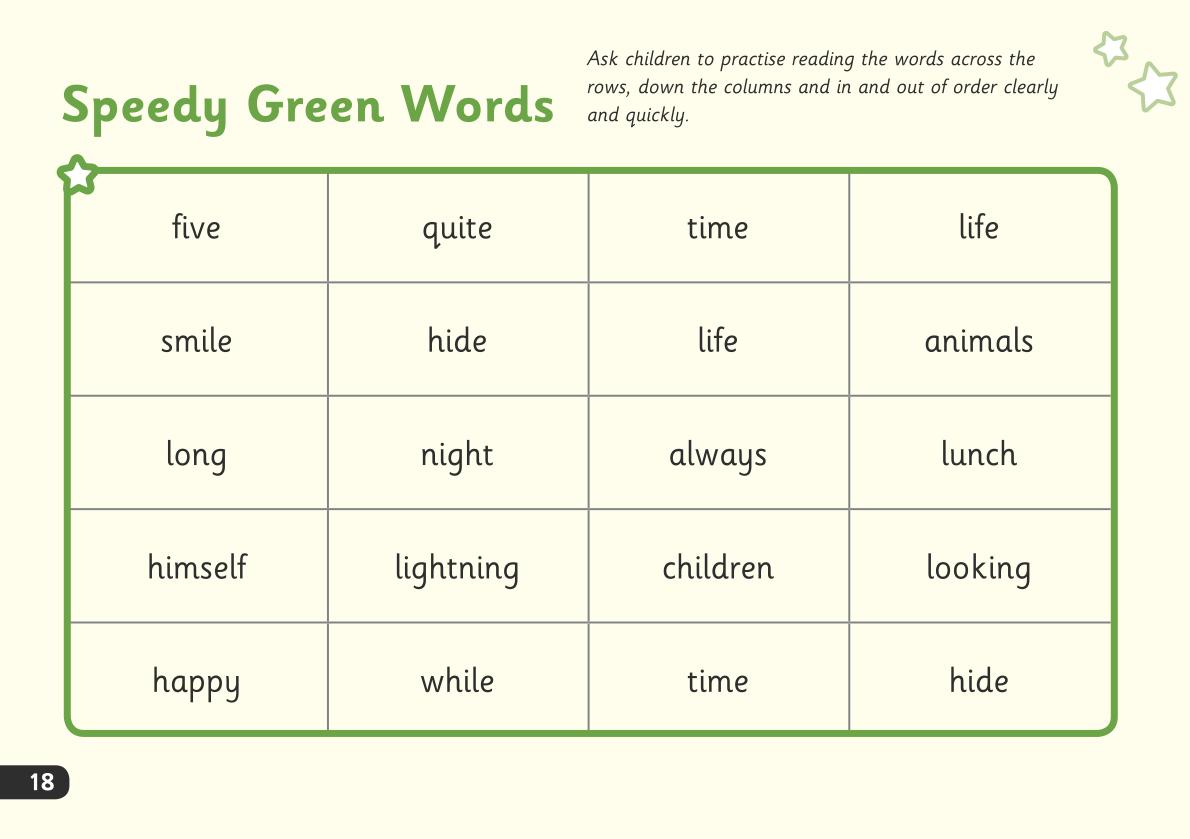 Speedy Green Words
Ask children to practise reading the words across the
rows, down the columns and in and out of order clearly
and quickly.
five quite time life
smile hide life animals
long night always lunch
himself lightning children looking
happy while time hide
18